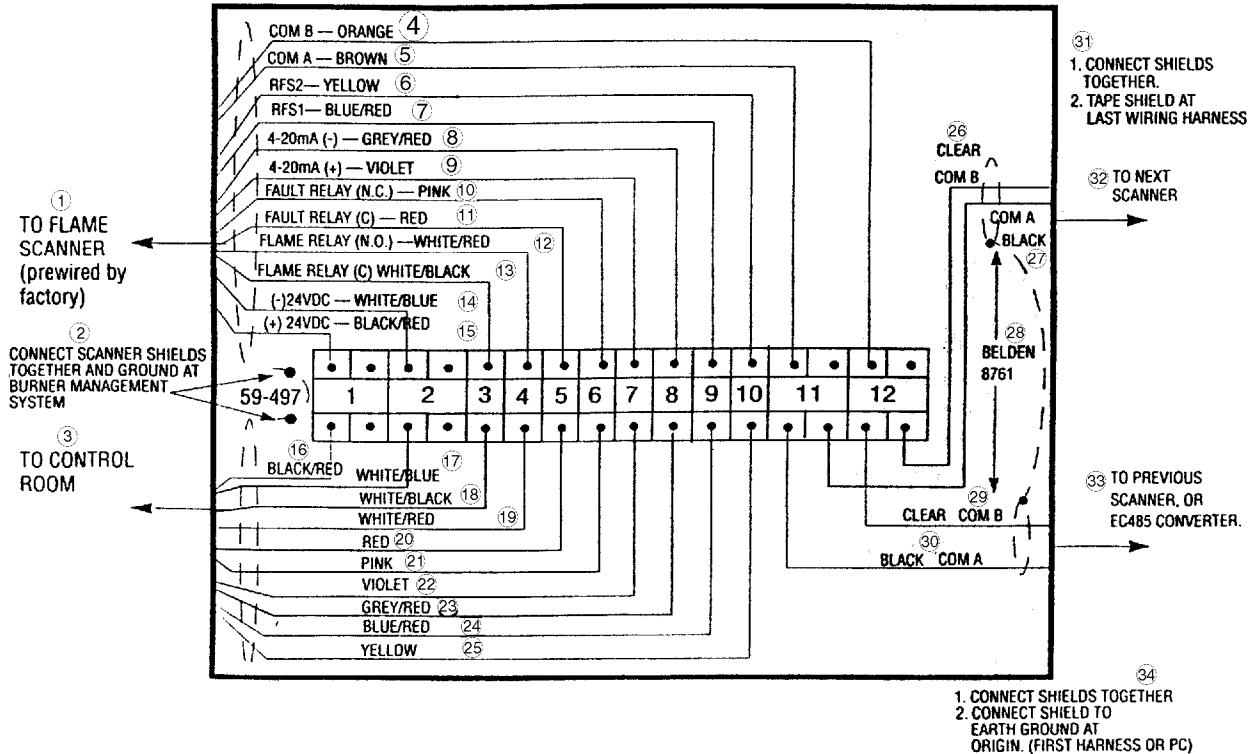 COM B — ORANGE ④
COM A — BROWN ⑤
RFS2— YELLOW ⑥
RFS1— BLUE/RED ⑦
4-20mA (-) — GREY/RED ⑧
4-20mA (+) — VIOLET ⑨
FAULT RELAY (N.C.) — PINK ⑩
FAULT RELAY (C) — RED ⑪
FLAME RELAY (N.O.) —WHITE/RED ⑫
FLAME RELAY (C) WHITE/BLACK ⑬
(-)24VDC — WHITE/BLUE ⑭
(+) 24VDC — BLACK/RED ⑮
①
TO FLAME
SCANNER
(prewired by
factory)
②
CONNECT SCANNER SHIELDS
TOGETHER AND GROUND AT
BURNER MANAGEMENT
SYSTEM
59-497
③
TO CONTROL
ROOM
1 2 3 4 5 6 7 8 9 10 11 12
⑯
BLACK/RED
WHITE/BLUE ⑰
WHITE/BLACK ⑱
WHITE/RED ⑲
RED ⑳
PINK ㉑
VIOLET ㉒
GREY/RED ㉓
BLUE/RED ㉔
YELLOW ㉕
㉖
CLEAR
COM B
COM A
BLACK
㉗
㉘
BELDEN
8761
㉙
CLEAR COM B
㉚
BLACK COM A
㉛
1. CONNECT SHIELDS
TOGETHER.
2. TAPE SHIELD AT
LAST WIRING HARNESS
㉜ TO NEXT
SCANNER
㉝ TO PREVIOUS
SCANNER, OR
EC485 CONVERTER.
㉞
1. CONNECT SHIELDS TOGETHER
2. CONNECT SHIELD TO
EARTH GROUND AT
ORIGIN. (FIRST HARNESS OR PC)